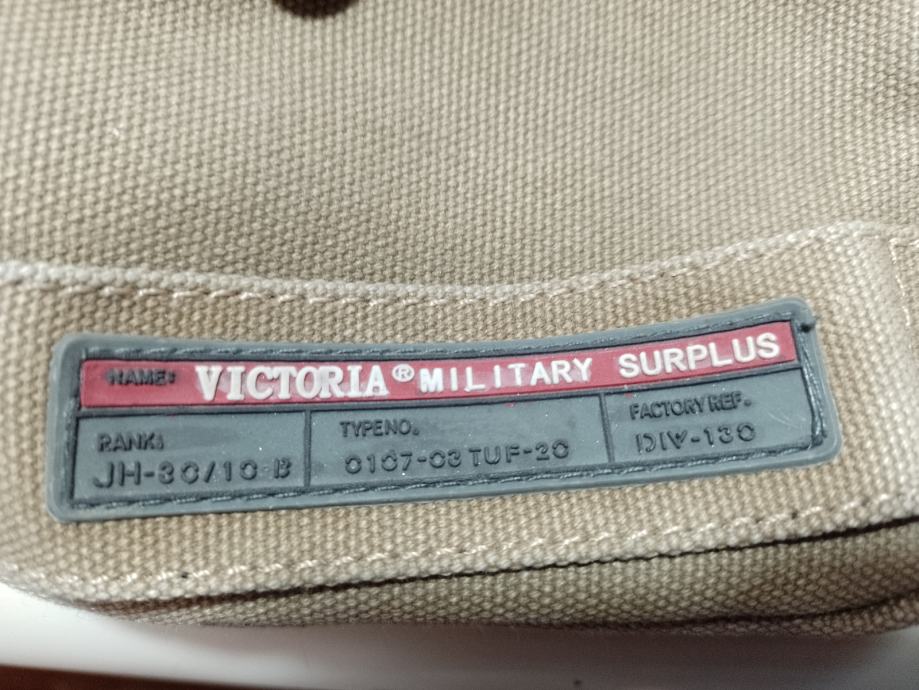 NAME: VICTORIA® MILITARY SURPLUS
RANK: TYPE NO. FACTORY REF.
JH-30/10 B 0107-03 TUF-20 DIV-130